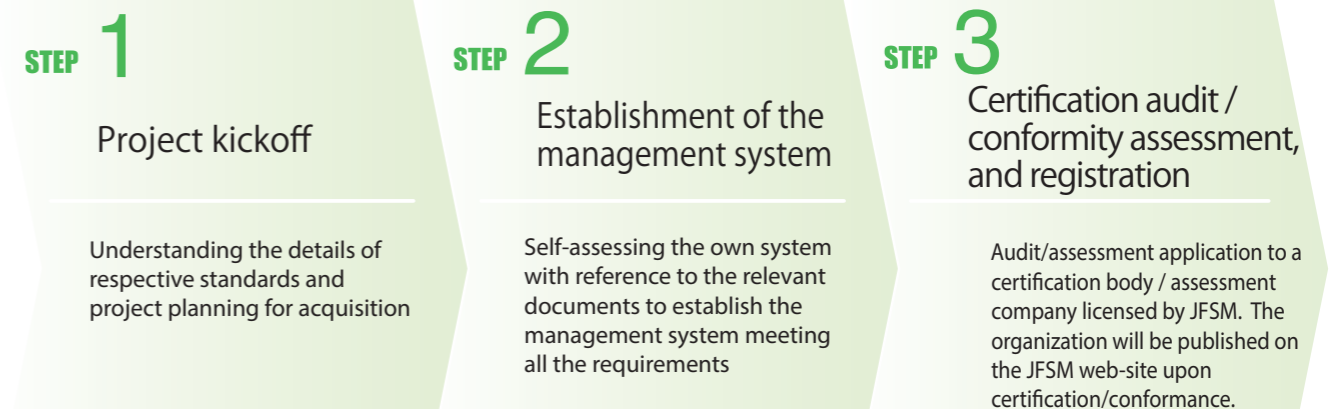 STEP 1
Project kickoff
Understanding the details of
respective standards and
project planning for acquisition
STEP 2
Establishment of the
management system
Self-assessing the own system
with reference to the relevant
documents to establish the
management system meeting
all the requirements
STEP 3
Certification audit /
conformity assessment,
and registration
Audit/assessment application to a
certification body / assessment
company licensed by JFSM. The
organization will be published on
the JFSM web-site upon
certification/conformance.